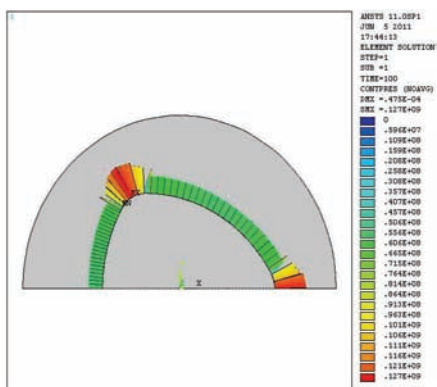 ANSYS 11.0SP1
JUN 5 2011
17:44:13
ELEMENT SOLUTION
STEP=1
SUB =1
TIME=100
CONTPRES (NOAVG)
DMX =.475E-04
SMX =.127E+09
0
.596E+07
.109E+08
.159E+08
.208E+08
.258E+08
.308E+08
.357E+08
.407E+08
.457E+08
.506E+08
.556E+08
.606E+08
.665E+08
.715E+08
.764E+08
.814E+08
.864E+08
.913E+08
.963E+08
.101E+09
.106E+09
.111E+09
.116E+09
.121E+09
.127E+09
X